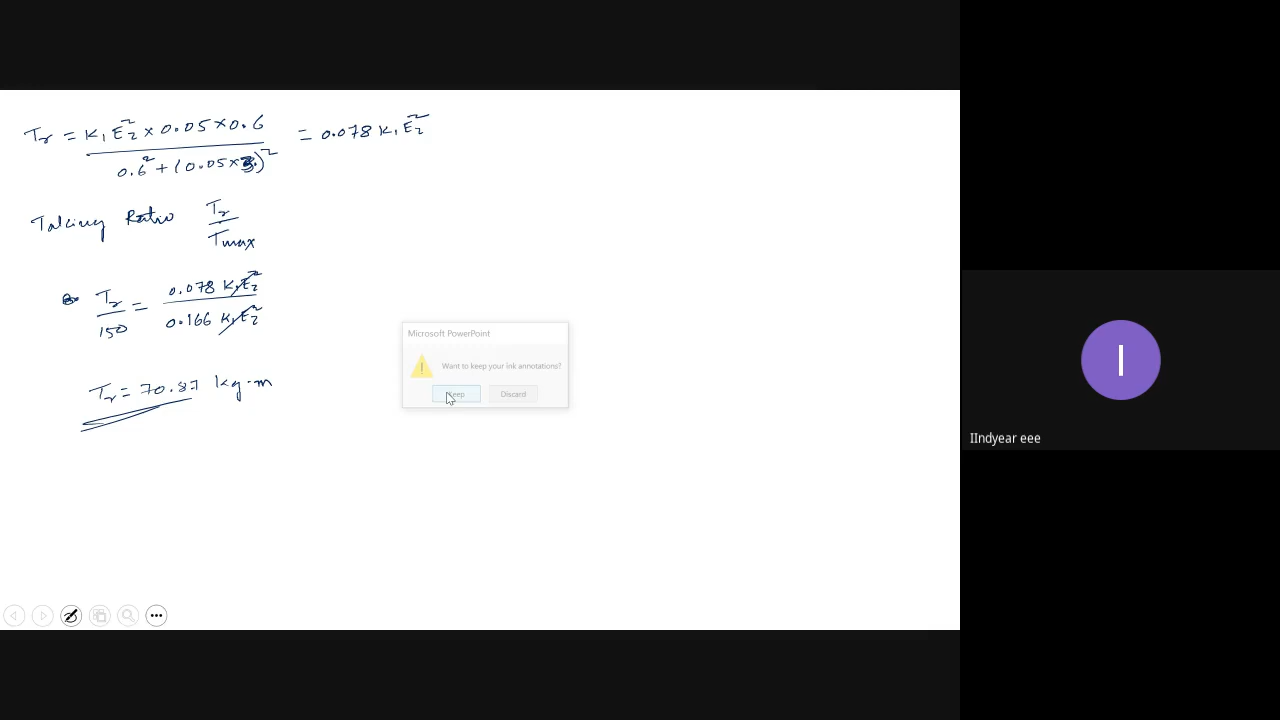 Tr = K₁E₂² × 0.05 × 0.6 / 0.6² + (0.05×3)² = 0.078 K₁E₂²
Taking Ratio Tr / Tmax
Tr / 150 = 0.078 K₁E₂² / 0.166 K₁E₂²
Tr = 70.87 kg·m
Microsoft PowerPoint
Want to keep your ink annotations?
Keep Discard
I
IIndyear eee